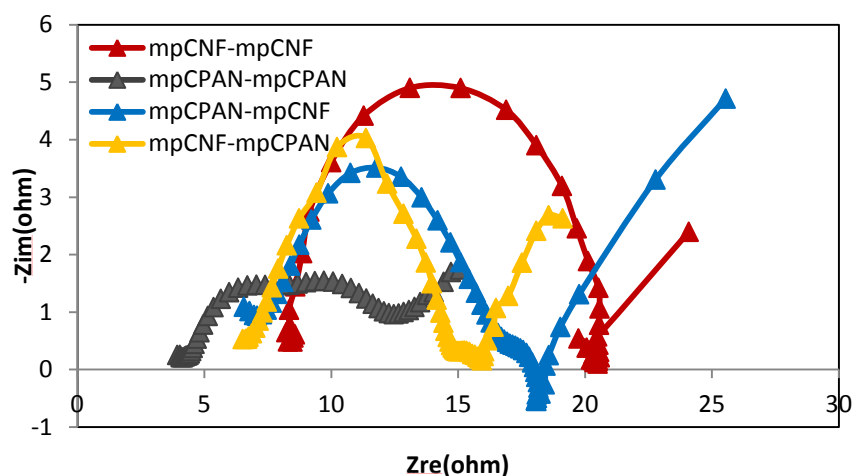 6
5
4
3
2
1
0
-1
-Zim(ohm)
mpCNF-mpCNF
mpCPAN-mpCPAN
mpCPAN-mpCNF
mpCNF-mpCPAN
0 5 10 15 20 25 30
Zre(ohm)